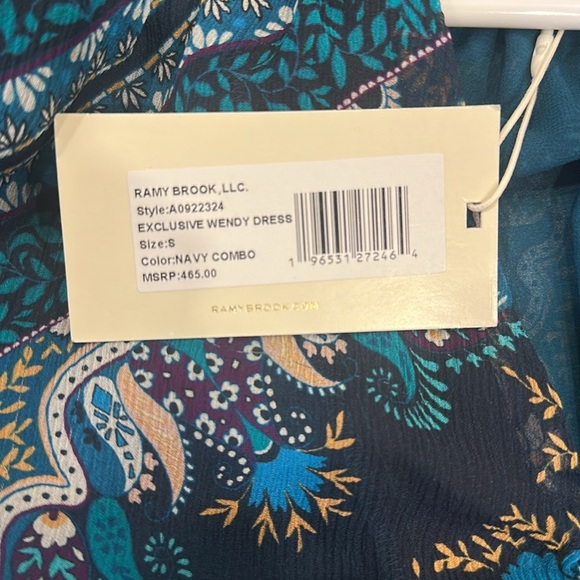 RAMY BROOK,LLC.
Style:A0922324
EXCLUSIVE WENDY DRESS
Size:S
Color:NAVY COMBO
MSRP:465.00
1 96531 27246 4
RAMYBROOK.COM